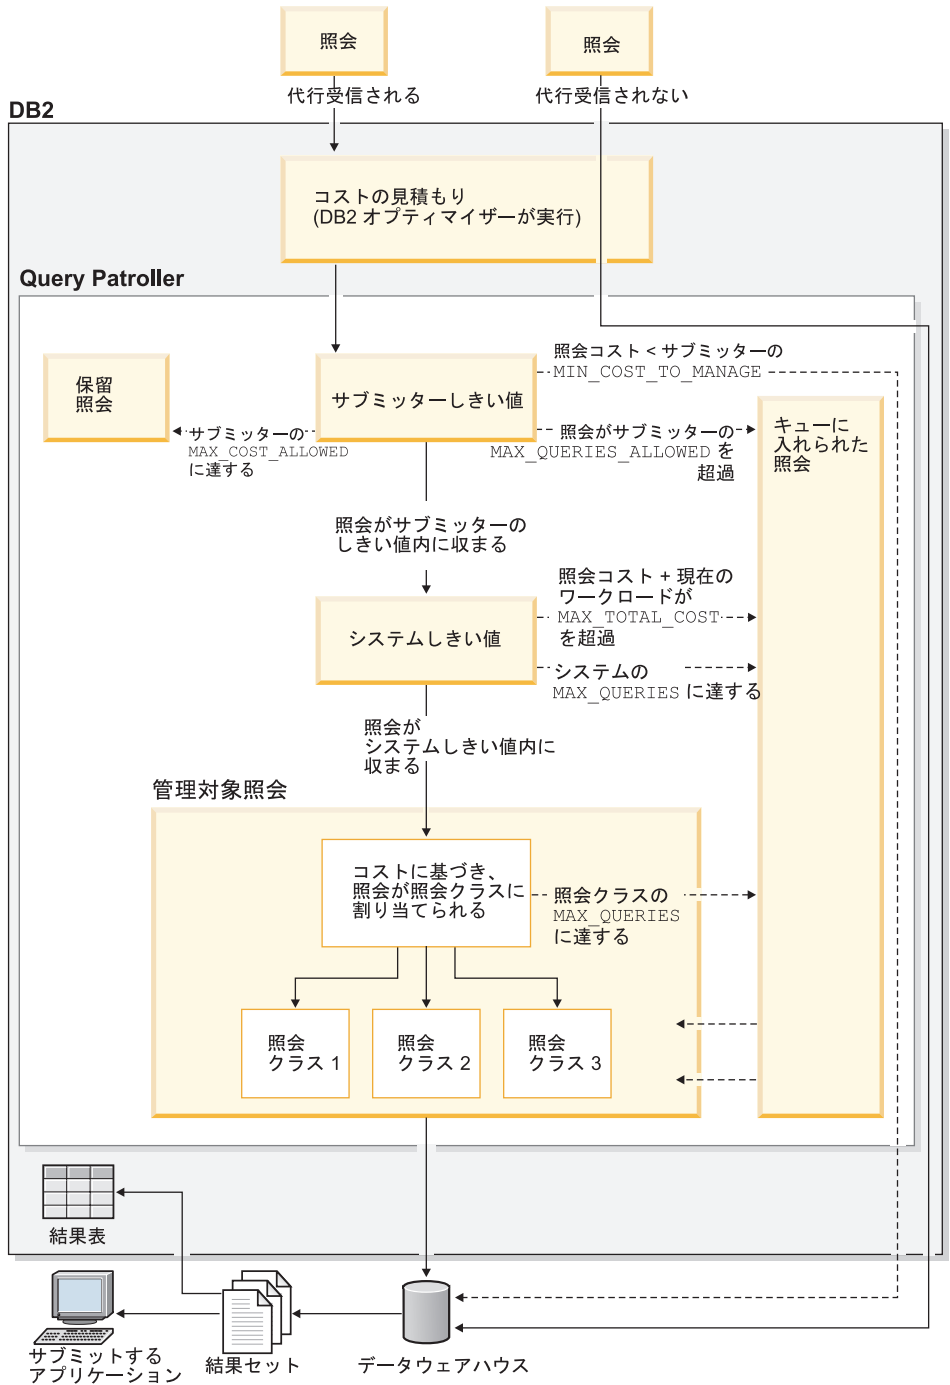 照会
照会
代行受信される
代行受信されない
DB2
コストの見積もり
(DB2 オプティマイザーが実行)
Query Patroller
保留
照会
サブミッターしきい値
照会コスト < サブミッターの
MIN_COST_TO_MANAGE
サブミッターの
MAX_COST_ALLOWED
に達する
照会がサブミッターの
MAX_QUERIES_ALLOWED を
超過
キューに
入れられた
照会
照会がサブミッターの
しきい値内に収まる
システムしきい値
照会コスト + 現在の
ワークロードが
MAX_TOTAL_COST
を超過
システムの
MAX_QUERIES に達する
照会が
システムしきい値内に
収まる
管理対象照会
コストに基づき、
照会が照会クラスに
割り当てられる
照会クラスの
MAX_QUERIES
に達する
照会
クラス 1
照会
クラス 2
照会
クラス 3
結果表
サブミットする
アプリケーション
結果セット
データウェアハウス